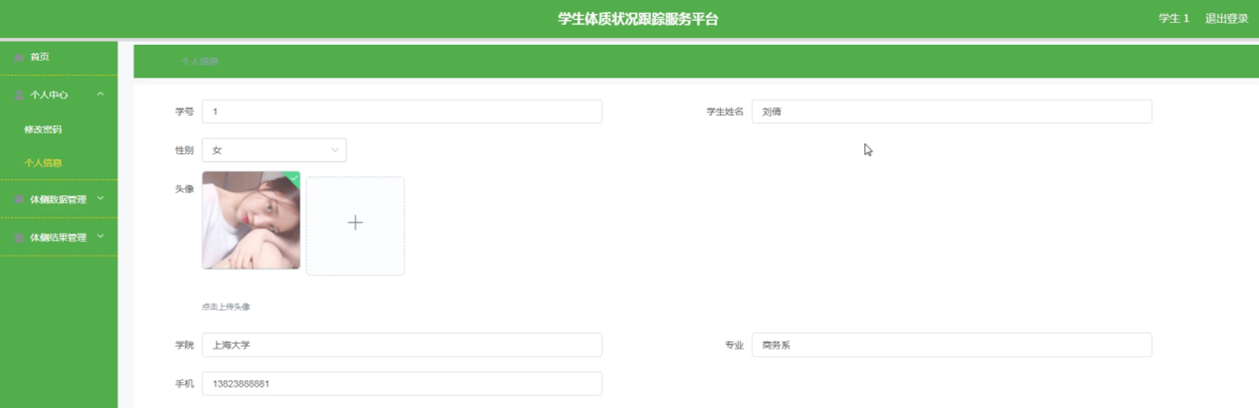 学生体质状况跟踪服务平台
学生 1 退出登录
首页
个人中心
修改密码
个人信息
体侧数据管理
体侧结果管理
个人信息
学号 1 学生姓名 刘倩
性别 女
头像
点击上传头像
学院 上海大学 专业 商务系
手机 13823888881